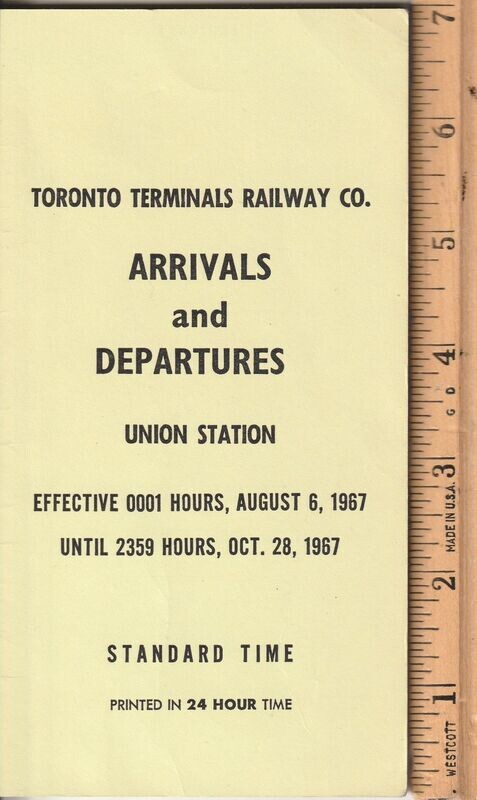 TORONTO TERMINALS RAILWAY CO.
ARRIVALS
and
DEPARTURES
UNION STATION
EFFECTIVE 0001 HOURS, AUGUST 6, 1967
UNTIL 2359 HOURS, OCT. 28, 1967
STANDARD TIME
PRINTED IN 24 HOUR TIME
7
6
5
4
G D
3
MADE IN U.S.A.
2
1
WESTCOTT